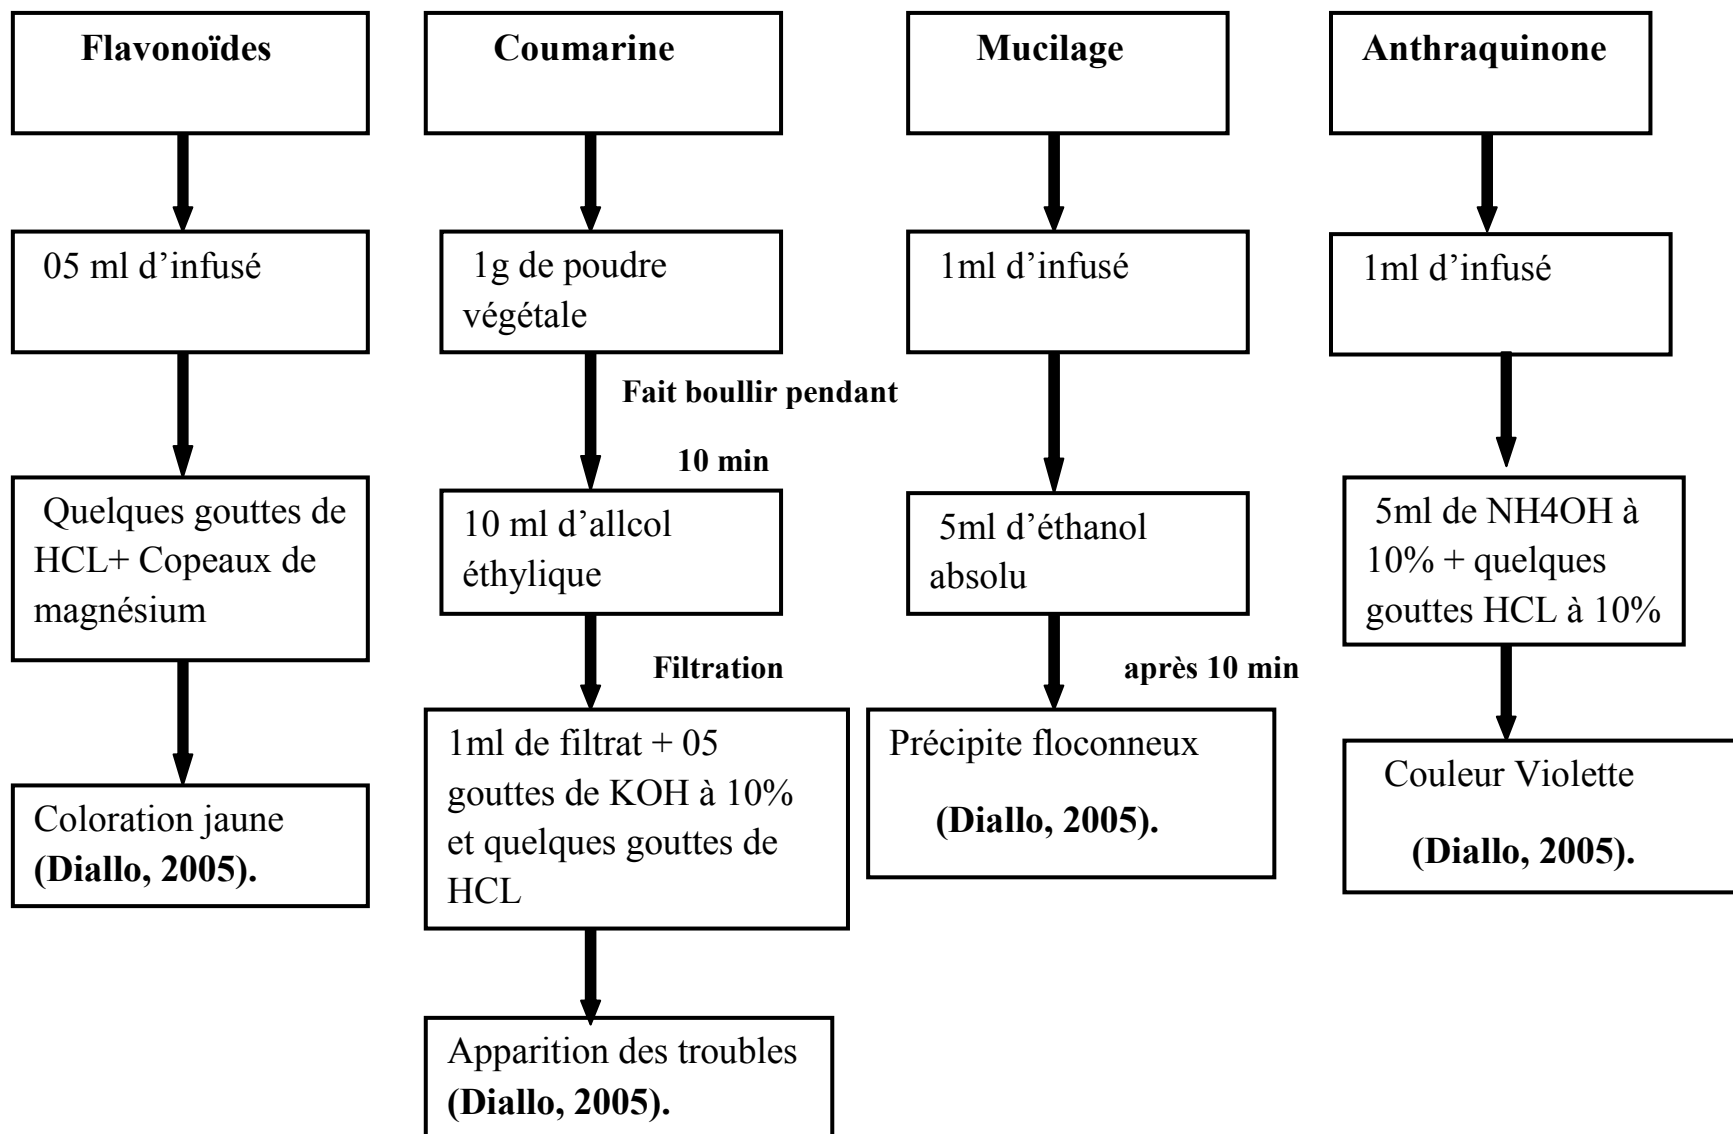 Flavonoïdes
05 ml d’infusé
Quelques gouttes de
HCL+ Copeaux de
magnésium
Coloration jaune
(Diallo, 2005).
Coumarine
1g de poudre
végétale
Fait boullir pendant
10 min
10 ml d’allcol
éthylique
Filtration
1ml de filtrat + 05
gouttes de KOH à 10%
et quelques gouttes de
HCL
Apparition des troubles
(Diallo, 2005).
Mucilage
1ml d’infusé
5ml d’éthanol
absolu
après 10 min
Précipite floconneux
(Diallo, 2005).
Anthraquinone
1ml d’infusé
5ml de NH4OH à
10% + quelques
gouttes HCL à 10%
Couleur Violette
(Diallo, 2005).